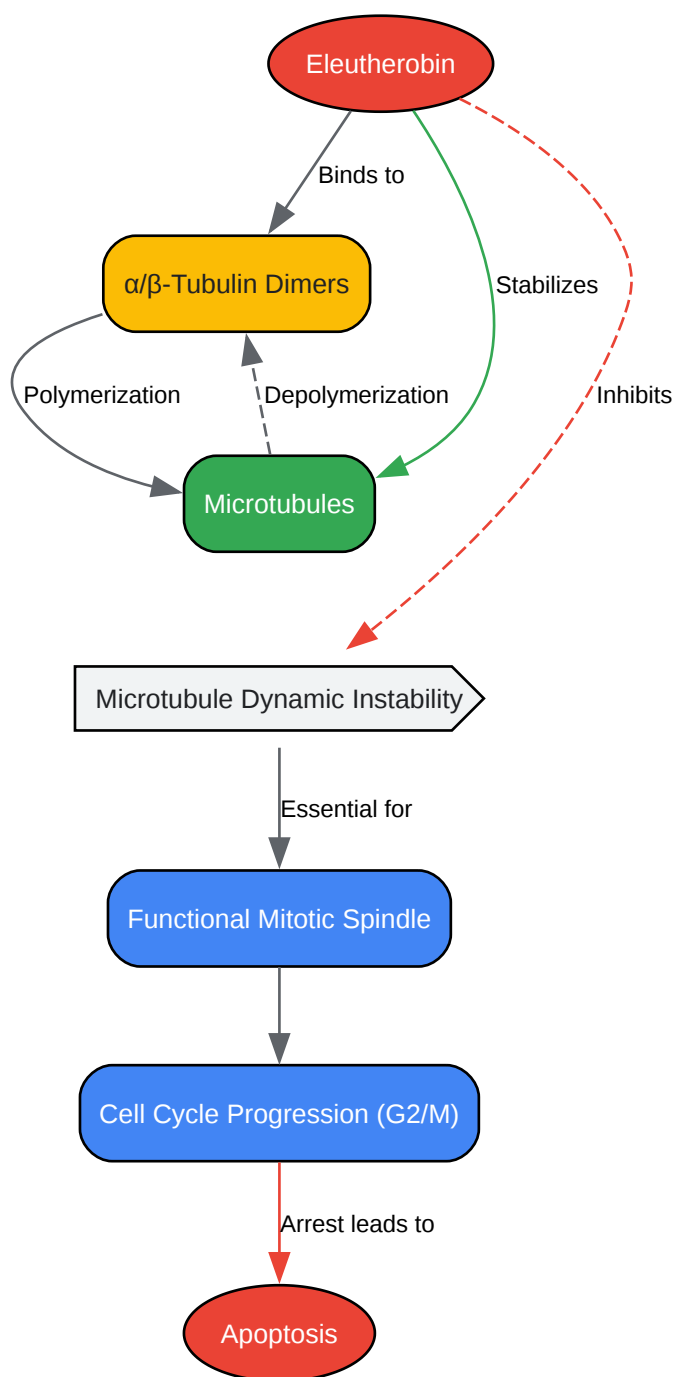 Eleutherobin
Binds to
α/β-Tubulin Dimers
Stabilizes
Polymerization
Depolymerization
Inhibits
Microtubules
Microtubule Dynamic Instability
Essential for
Functional Mitotic Spindle
Cell Cycle Progression (G2/M)
Arrest leads to
Apoptosis